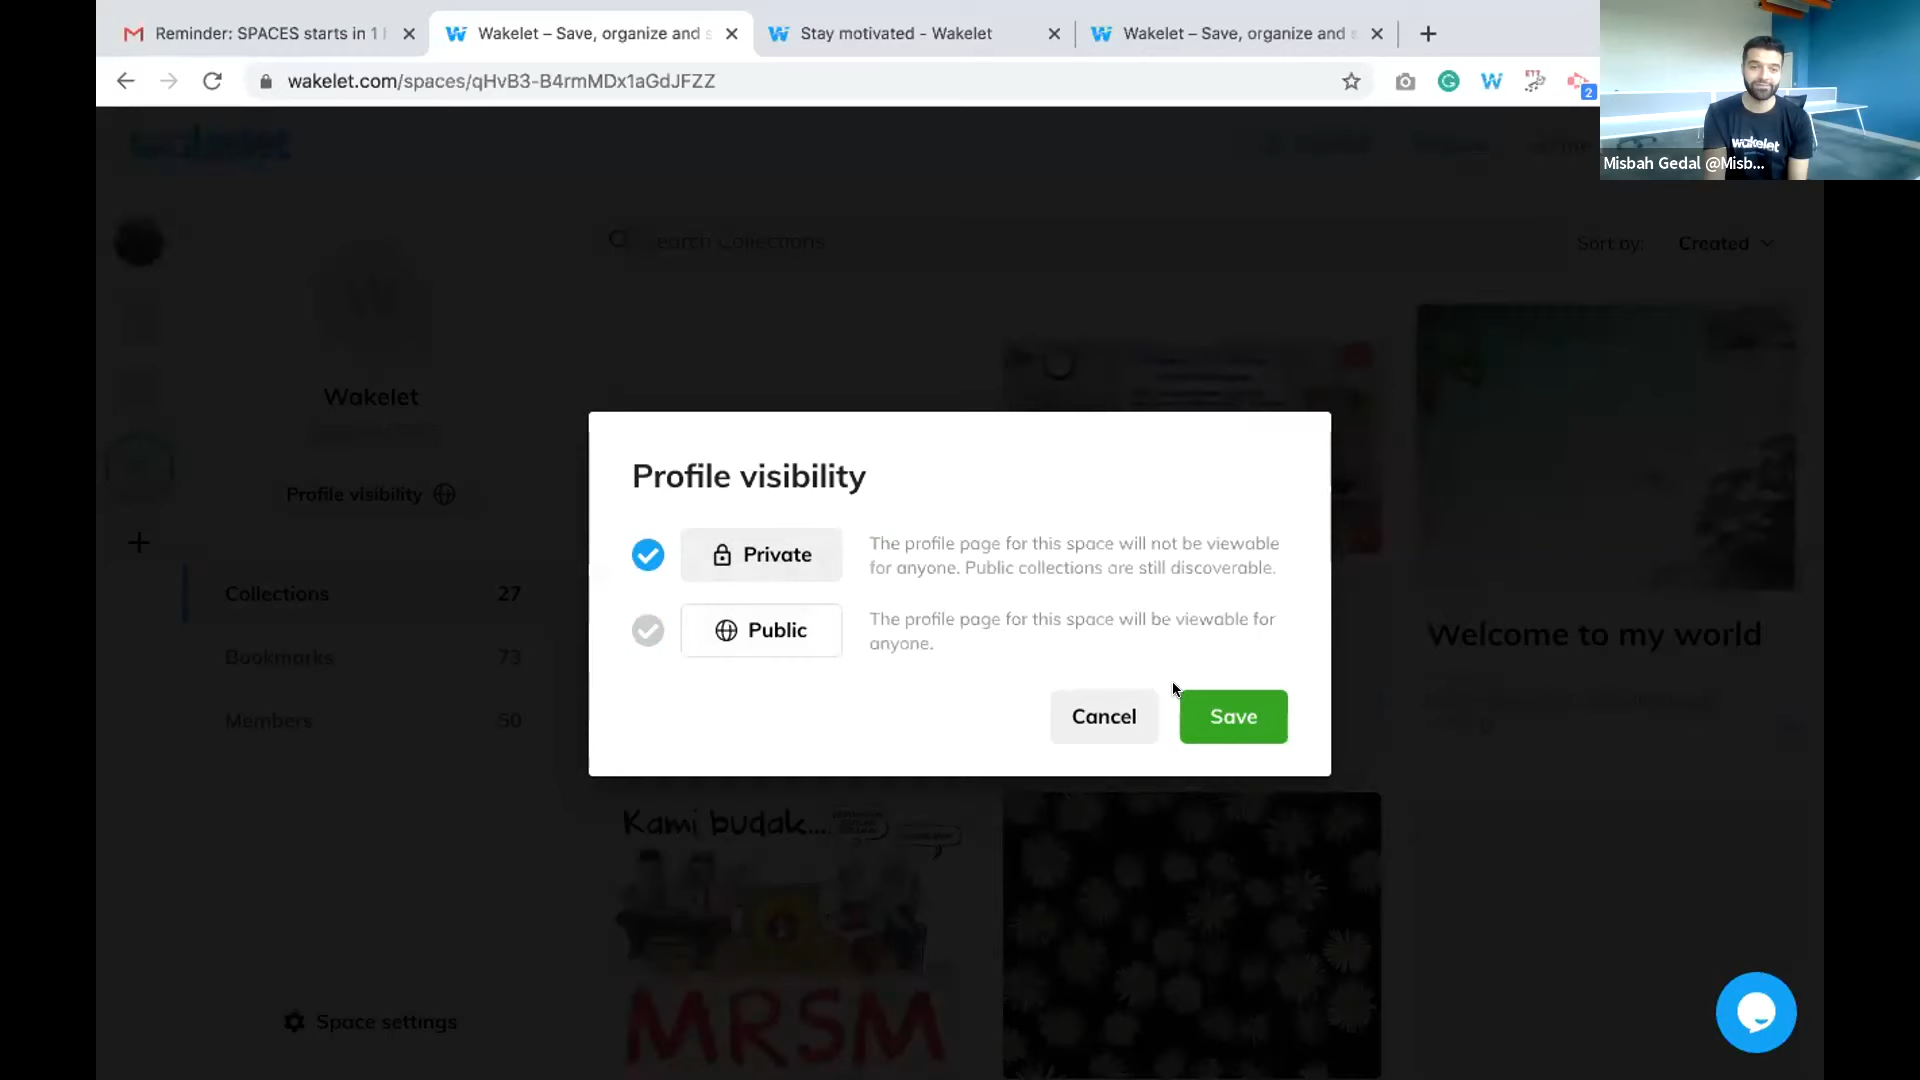 Reminder: SPACES starts in 1
Wakelet – Save, organize and
Stay motivated - Wakelet
Wakelet – Save, organize and
wakelet.com/spaces/qHvB3-B4rmMDx1aGdJFZZ
2
wakelet
Misbah Gedal @Misb...
wakelet
Search Collections
Sort by: Created
Wakelet
Profile visibility
Collections 27
Bookmarks 73
Members 50
Space settings
Profile visibility
Private
The profile page for this space will not be viewable
for anyone. Public collections are still discoverable.
Public
The profile page for this space will be viewable for
anyone.
Cancel
Save
Welcome to my world
Kami budak...
MRSM